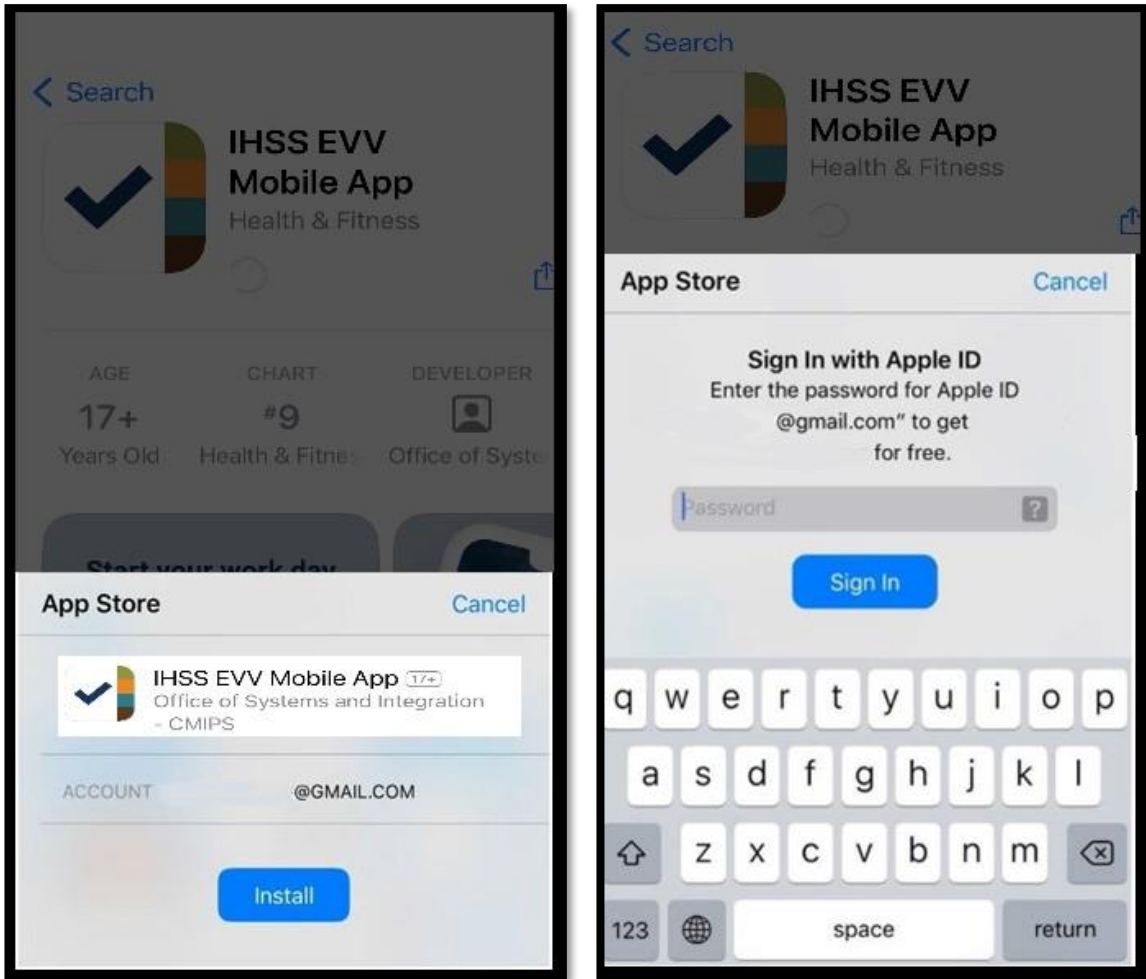 Search
IHSS EVV
Mobile App
Health & Fitness
AGE
CHART
DEVELOPER
17+
#9
Years Old
Health & Fitnes
Office of Syste
Start your work day
App Store
Cancel
IHSS EVV Mobile App 17+
Office of Systems and Integration
- CMIPS
ACCOUNT
@GMAIL.COM
Install
Search
IHSS EVV
Mobile App
Health & Fitness
App Store
Cancel
Sign In with Apple ID
Enter the password for Apple ID
@gmail.com” to get
for free.
Password
?
Sign In
q w e r t y u i o p
a s d f g h j k l
z x c v b n m
123
space
return